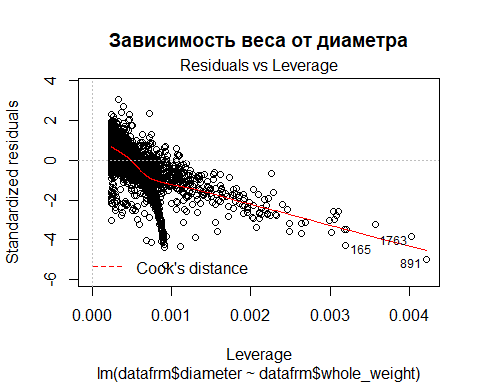 Зависимость веса от диаметра
Residuals vs Leverage
Standardized residuals
4
2
0
-2
-4
-6
1763
165
891
Cook's distance
0.000 0.001 0.002 0.003 0.004
Leverage
lm(datafrm$diameter ~ datafrm$whole_weight)